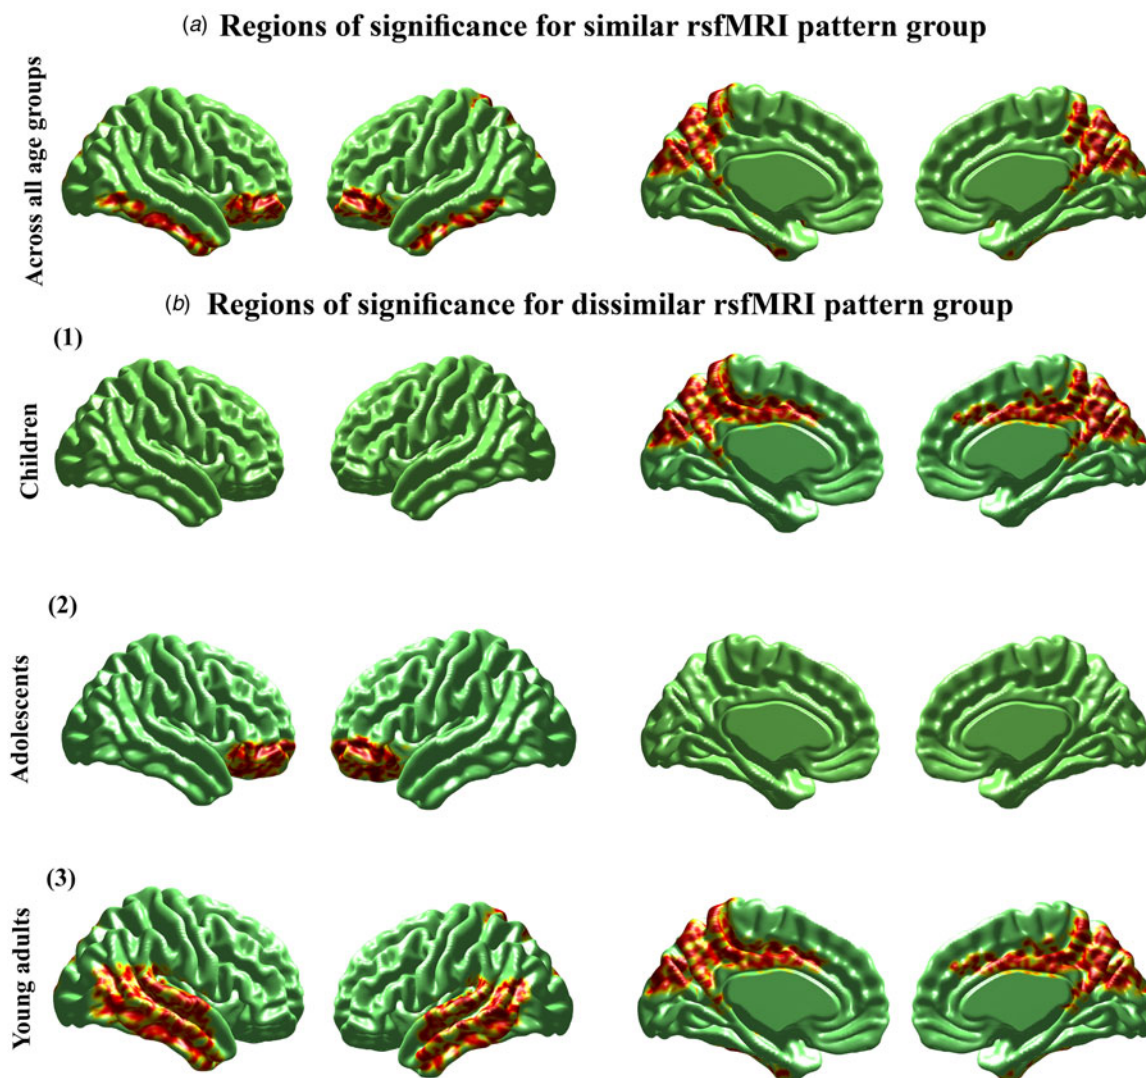 (a) Regions of significance for similar rsfMRI pattern group
Across all age groups
(b) Regions of significance for dissimilar rsfMRI pattern group
(1)
Children
(2)
Adolescents
(3)
Young adults